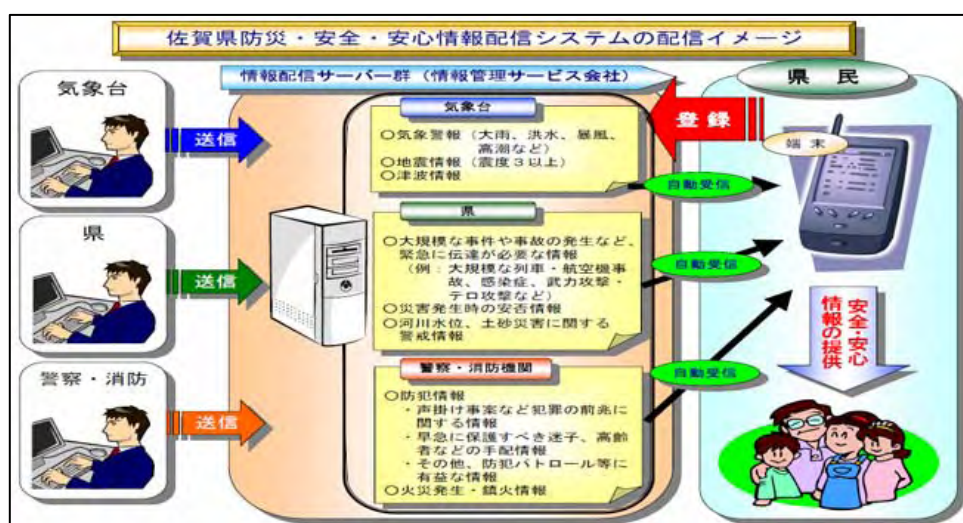 佐賀県防災・安全・安心情報配信システムの配信イメージ
気象台
送信
県
送信
警察・消防
送信
情報配信サーバー群（情報管理サービス会社）
気象台
○気象警報（大雨、洪水、暴風、
高潮など）
○地震情報（震度３以上）
○津波情報
県
○大規模な事件や事故の発生など、
緊急に伝達が必要な情報
（例：大規模な列車・航空機事
故、感染症、武力攻撃・
テロ攻撃など）
○災害発生時の安否情報
○河川水位、土砂災害に関する
警戒情報
警察・消防機関
○防犯情報
・声掛け事案など犯罪の前兆に
関する情報
・早急に保護すべき迷子、高齢
者などの手配情報
・その他、防犯パトロール等に
有益な情報
○火災発生・鎮火情報
登録
自動受信
自動受信
自動受信
県民
端末
安全・安心
情報の提供